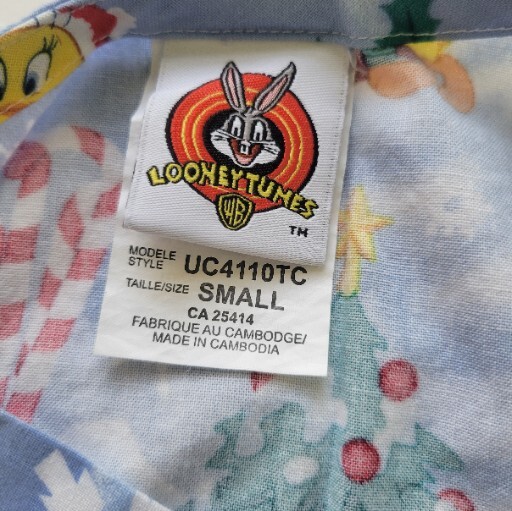 LOONEY TUNES
WB
TM
MODELE
STYLE UC4110TC
TAILLE/SIZE SMALL
CA 25414
FABRIQUE AU CAMBODGE/
MADE IN CAMBODIA